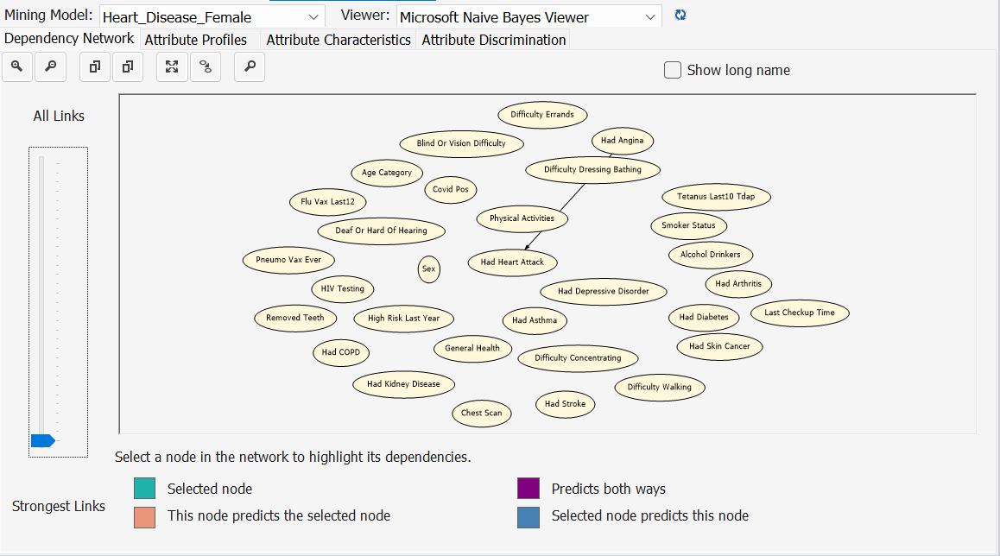 Mining Model: Heart_Disease_Female Viewer: Microsoft Naive Bayes Viewer
Dependency Network Attribute Profiles Attribute Characteristics Attribute Discrimination
Show long name
All Links
Difficulty Errands
Had Angina
Blind Or Vision Difficulty
Difficulty Dressing Bathing
Age Category
Covid Pos
Tetanus Last10 Tdap
Flu Vax Last12
Physical Activities
Smoker Status
Deaf Or Hard Of Hearing
Alcohol Drinkers
Pneumo Vax Ever
Had Heart Attack
Sex
Had Arthritis
HIV Testing
Had Depressive Disorder
Last Checkup Time
Removed Teeth
High Risk Last Year
Had Asthma
Had Diabetes
Had Skin Cancer
Had COPD
General Health
Difficulty Concentrating
Had Kidney Disease
Difficulty Walking
Had Stroke
Chest Scan
Select a node in the network to highlight its dependencies.
Strongest Links
Selected node
Predicts both ways
This node predicts the selected node
Selected node predicts this node